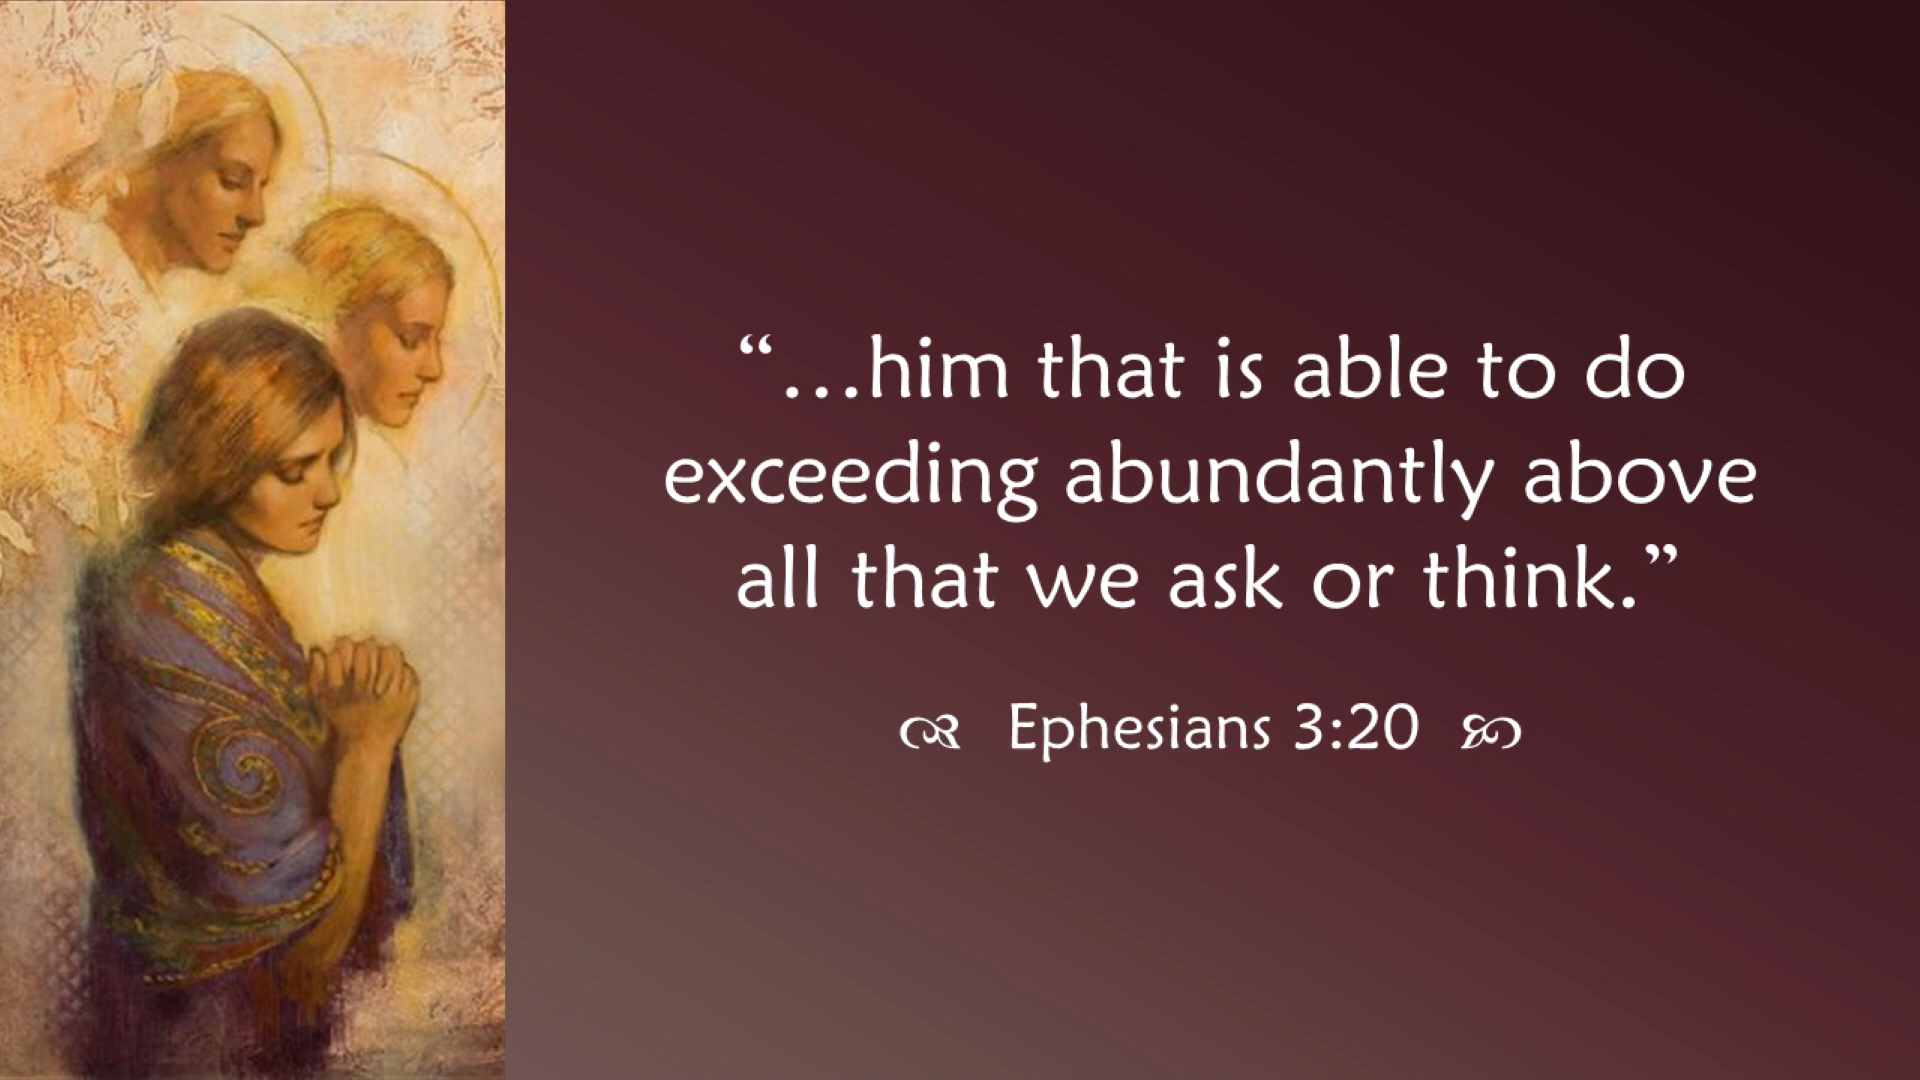 “…him that is able to do
exceeding abundantly above
all that we ask or think.”
Ephesians 3:20